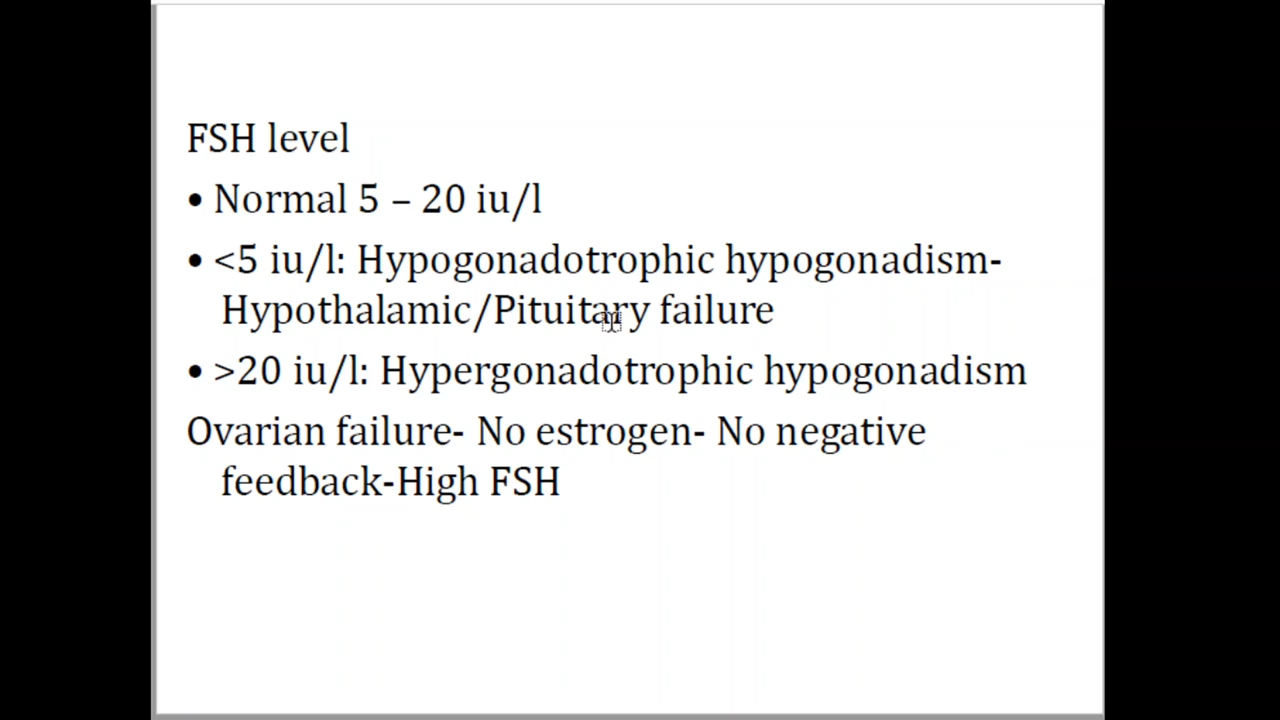 FSH level
• Normal 5 – 20 iu/l
• <5 iu/l: Hypogonadotrophic hypogonadism-
Hypothalamic/Pituitary failure
• >20 iu/l: Hypergonadotrophic hypogonadism
Ovarian failure- No estrogen- No negative
feedback-High FSH